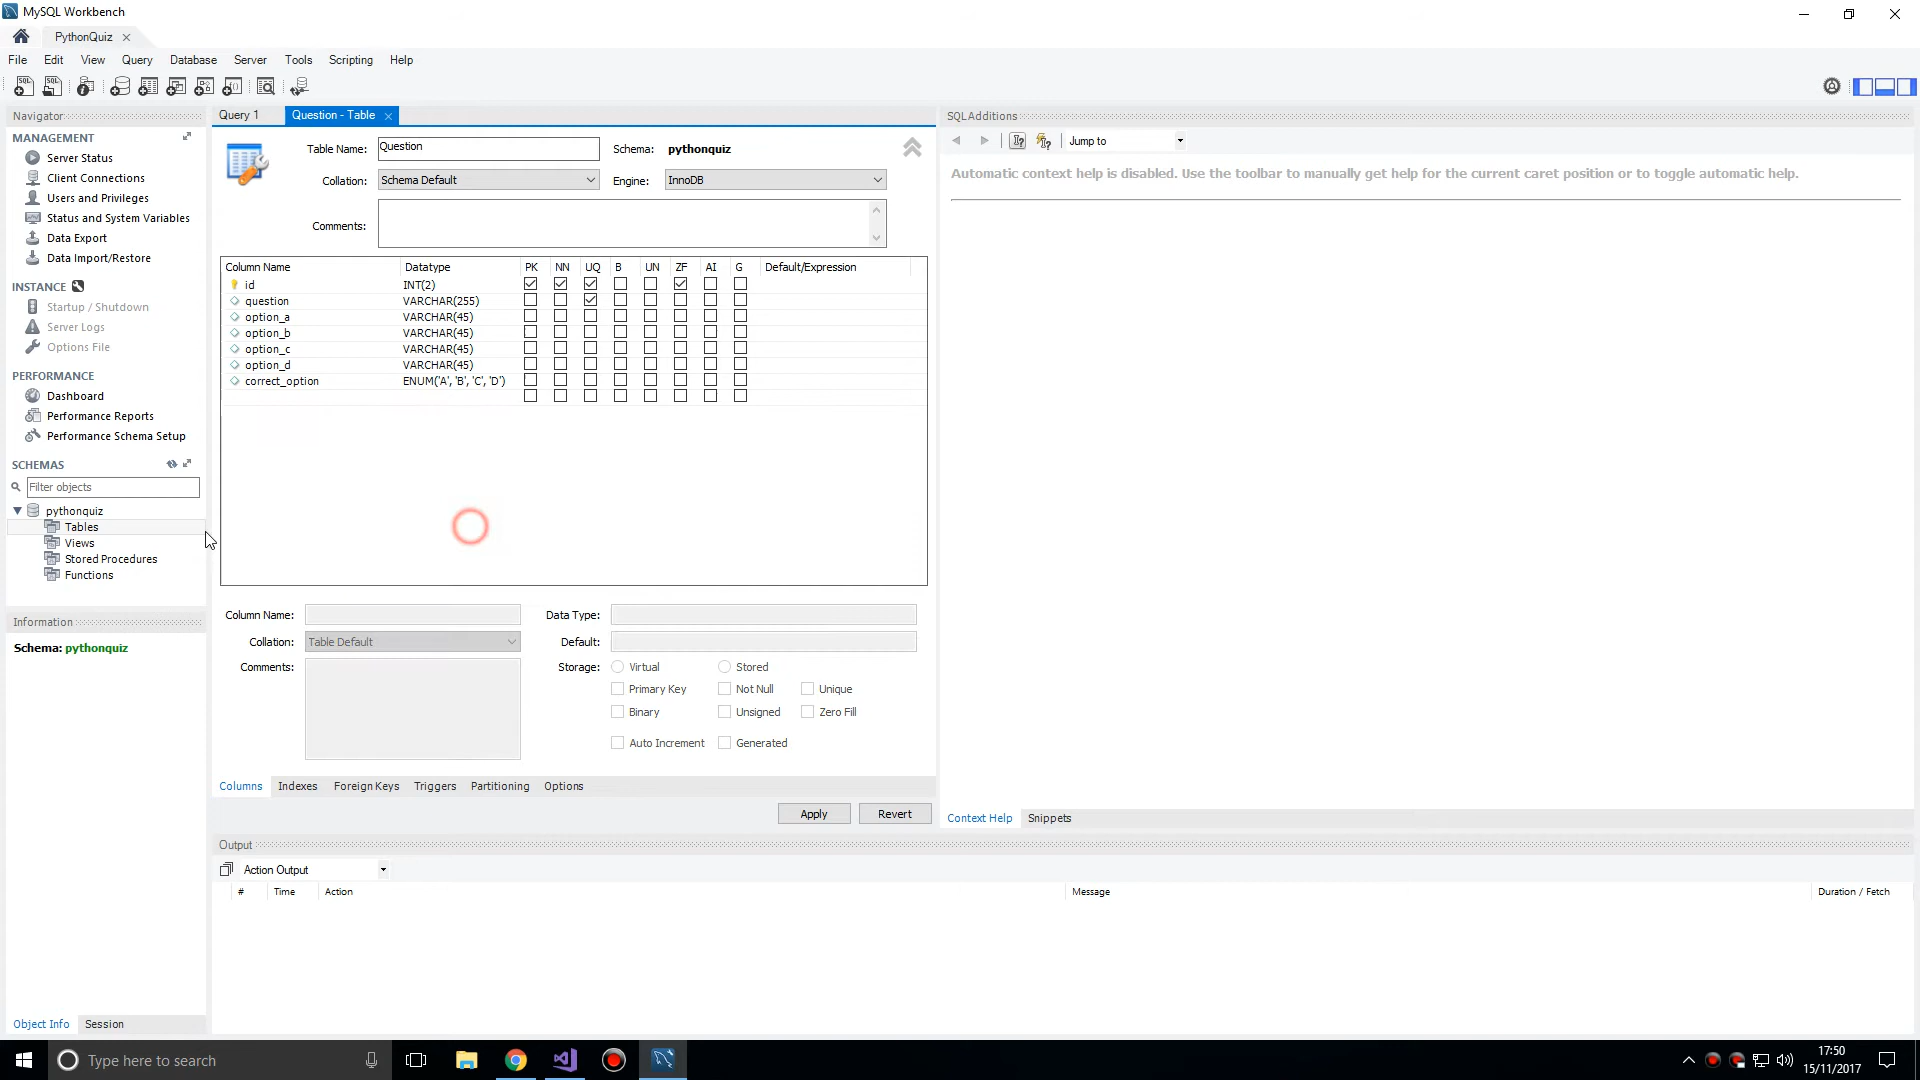 MySQL Workbench
PythonQuiz
File Edit View Query Database Server Tools Scripting Help
Navigator
MANAGEMENT
Server Status
Client Connections
Users and Privileges
Status and System Variables
Data Export
Data Import/Restore
INSTANCE
Startup / Shutdown
Server Logs
Options File
PERFORMANCE
Dashboard
Performance Reports
Performance Schema Setup
SCHEMAS
Filter objects
pythonquiz
Tables
Views
Stored Procedures
Functions
Information
Schema: pythonquiz
Object Info Session
Query 1 Question - Table
Table Name: Question Schema: pythonquiz
Collation: Schema Default Engine: InnoDB
Comments:
Column Name Datatype PK NN UQ B UN ZF AI G Default/Expression
id INT(2)
question VARCHAR(255)
option_a VARCHAR(45)
option_b VARCHAR(45)
option_c VARCHAR(45)
option_d VARCHAR(45)
correct_option ENUM('A', 'B', 'C', 'D')
Column Name: Data Type:
Collation: Table Default Default:
Comments: Storage: Virtual Stored
Primary Key Not Null Unique
Binary Unsigned Zero Fill
Auto Increment Generated
Columns Indexes Foreign Keys Triggers Partitioning Options
Apply Revert
SQLAdditions
Jump to
Automatic context help is disabled. Use the toolbar to manually get help for the current caret position or to toggle automatic help.
Context Help Snippets
Output
Action Output
# Time Action Message Duration / Fetch
Type here to search
17:50
15/11/2017